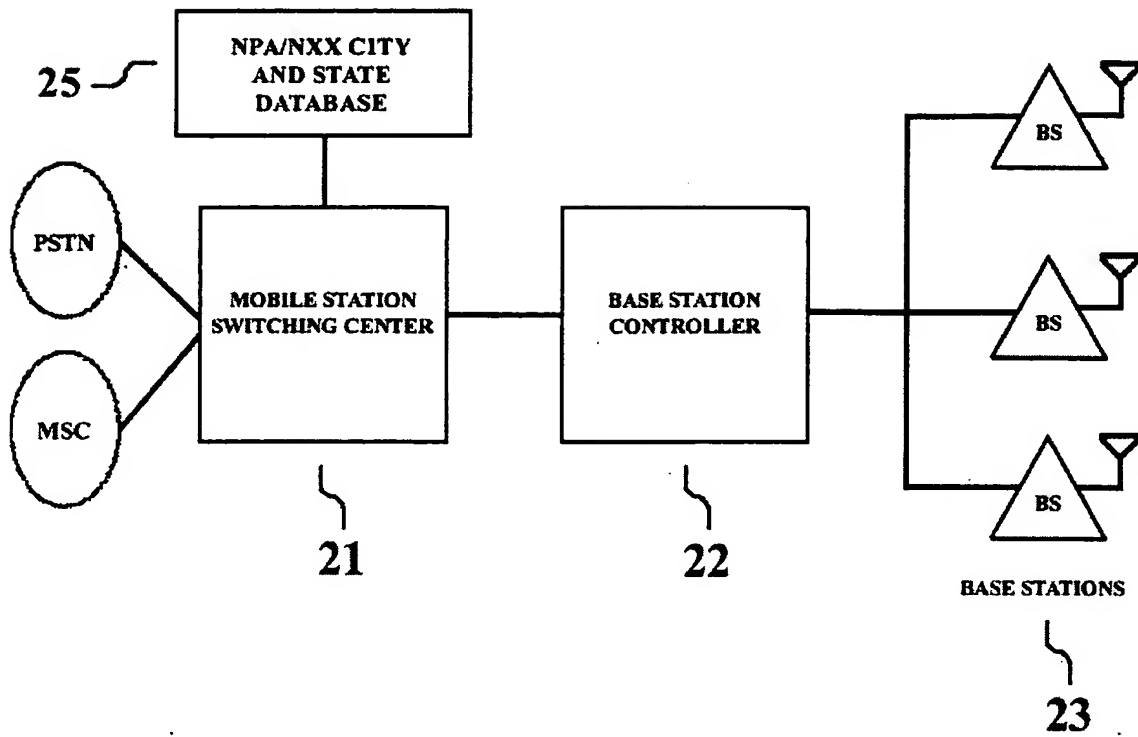 NPA/NXX CITY
AND STATE
DATABASE
25
PSTN
MSC
MOBILE STATION
SWITCHING CENTER
21
BASE STATION
CONTROLLER
22
BS
BS
BS
BASE STATIONS
23